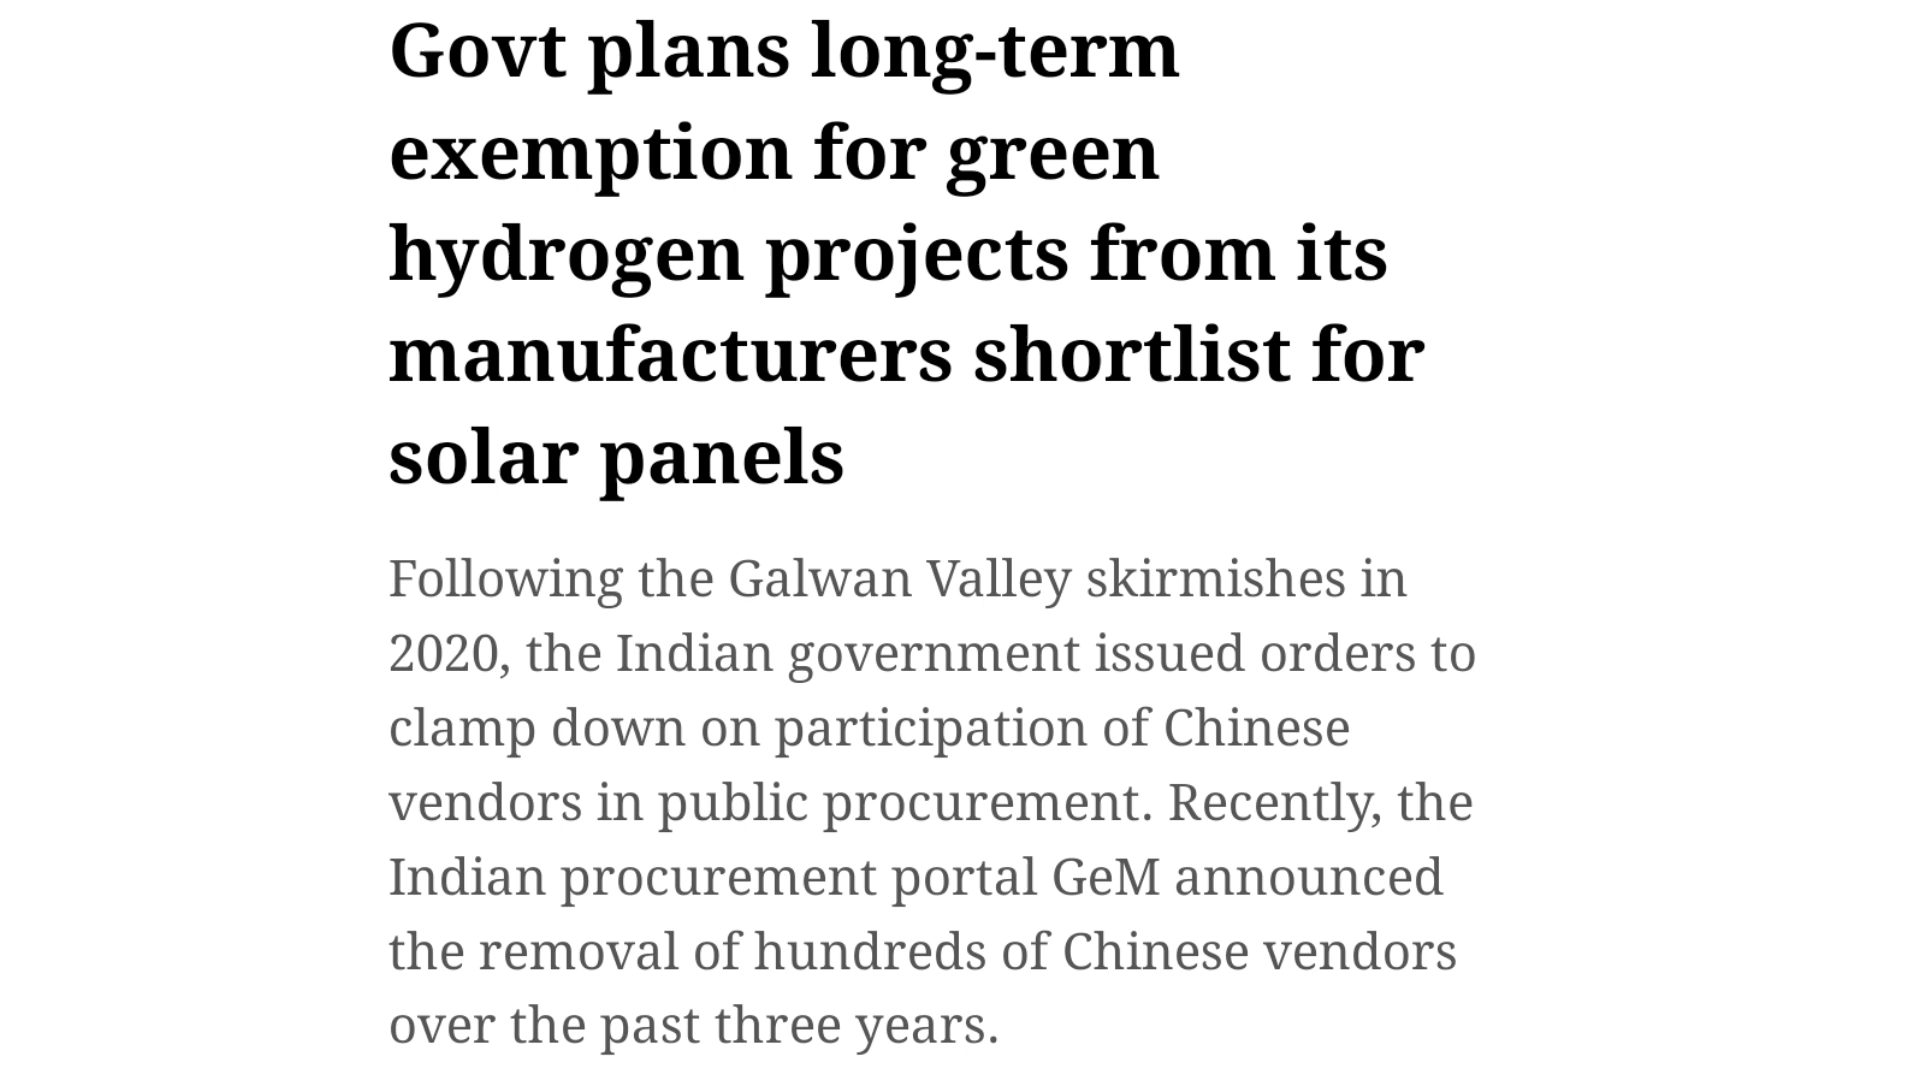 Govt plans long-term
exemption for green
hydrogen projects from its
manufacturers shortlist for
solar panels
Following the Galwan Valley skirmishes in
2020, the Indian government issued orders to
clamp down on participation of Chinese
vendors in public procurement. Recently, the
Indian procurement portal GeM announced
the removal of hundreds of Chinese vendors
over the past three years.